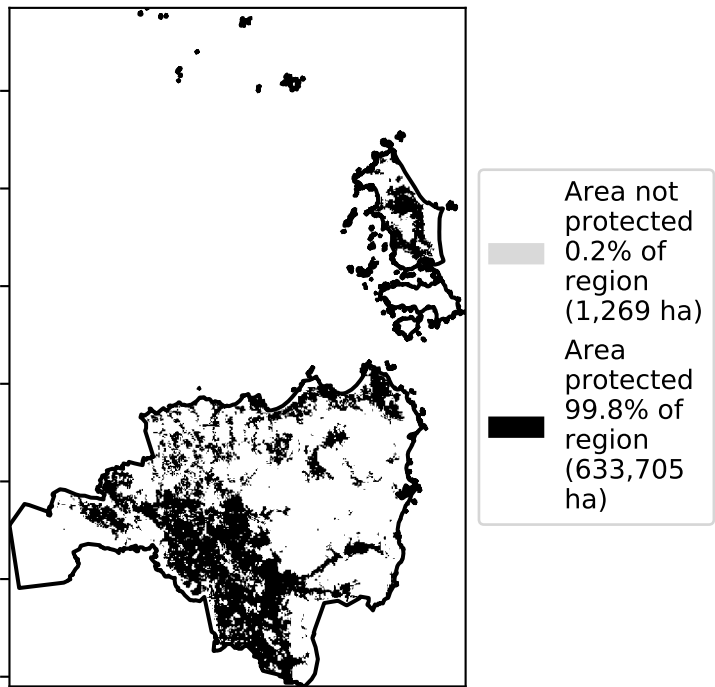 Area not
protected
0.2% of
region
(1,269 ha)
Area
protected
99.8% of
region
(633,705
ha)